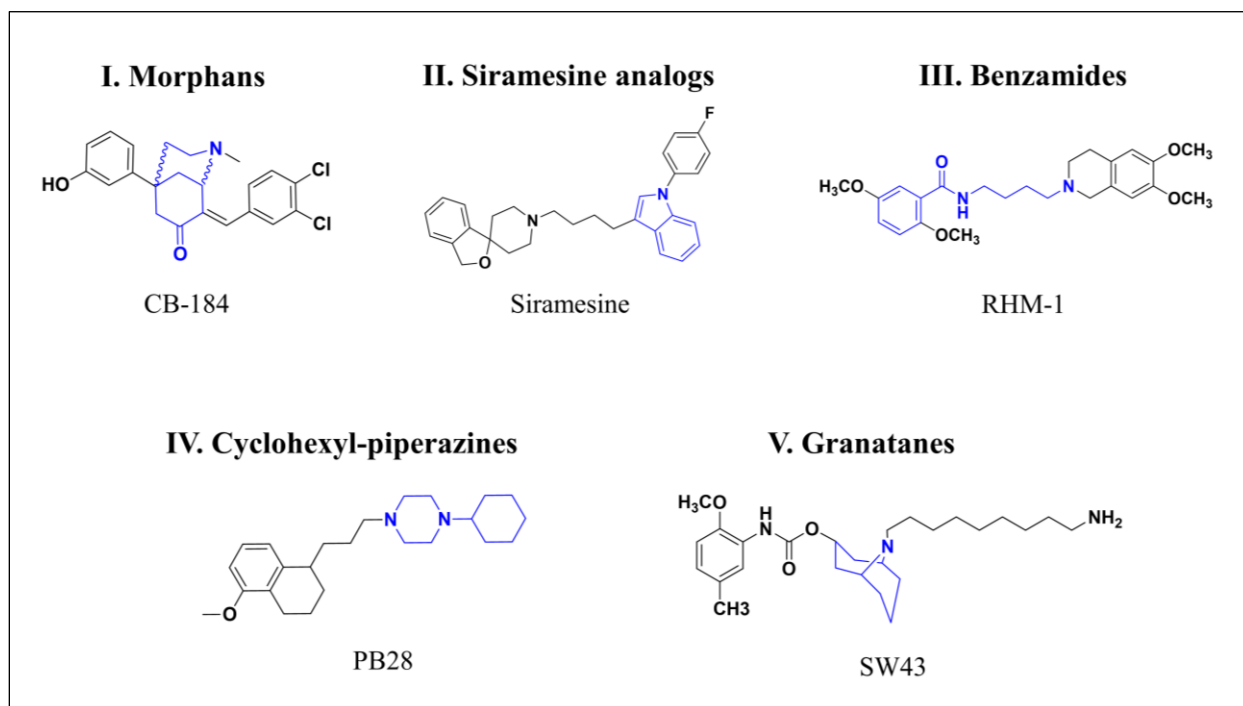 I. Morphans
II. Siramesine analogs
III. Benzamides
HO
N
Cl
Cl
O
CB-184
F
N
N
O
Siramesine
H₃CO
O
N
H
OCH₃
N
OCH₃
OCH₃
RHM-1
IV. Cyclohexyl-piperazines
V. Granatanes
N
N
O
PB28
H₃CO
H
N
O
O
N
NH₂
CH3
SW43